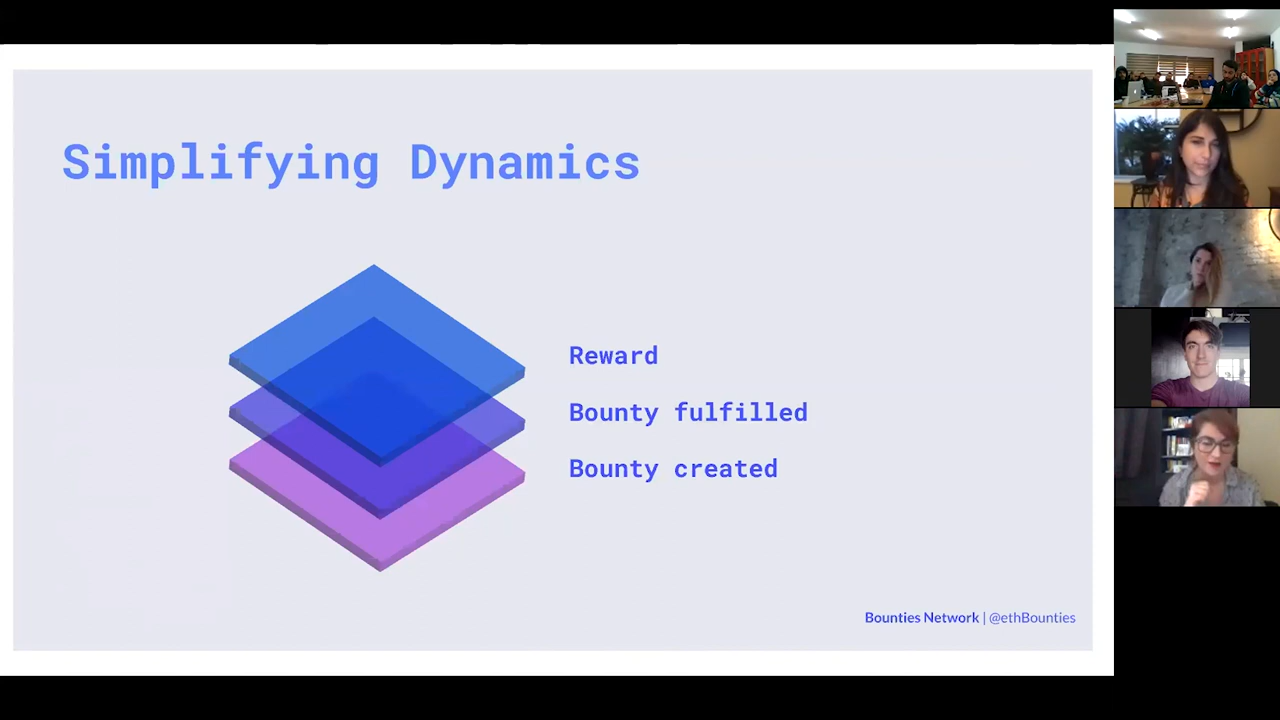 Simplifying Dynamics
Reward
Bounty fulfilled
Bounty created
Bounties Network | @ethBounties